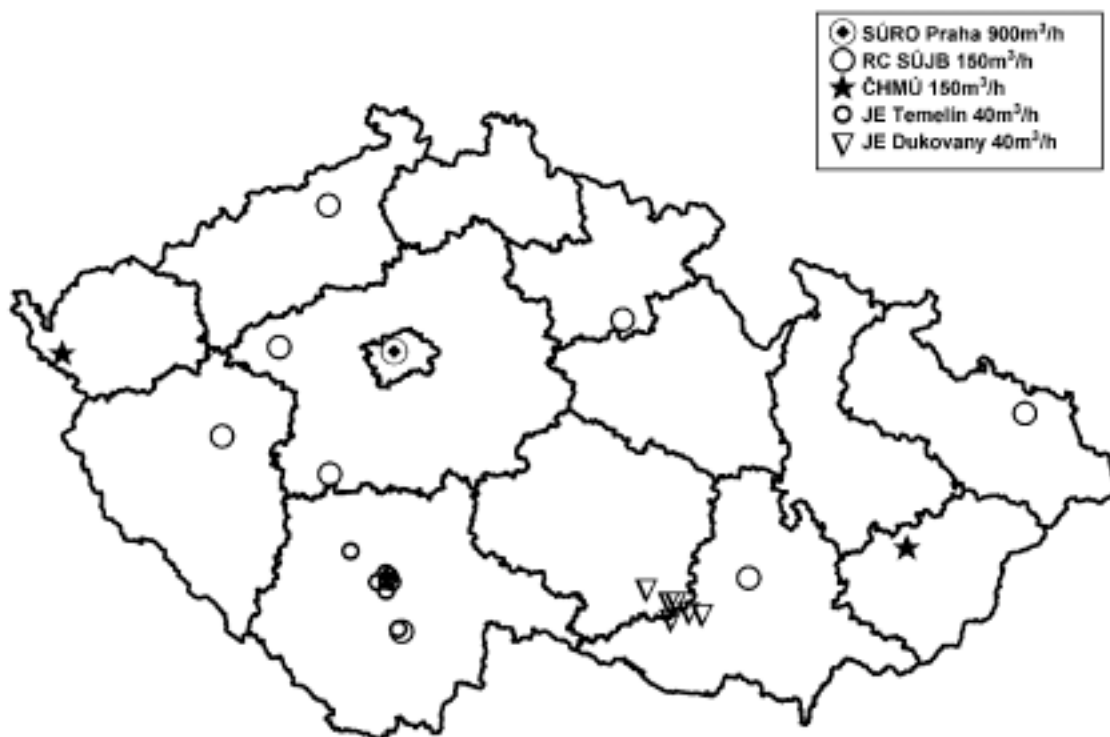 SÚRO Praha 900m³/h
RC SÚJB 150m³/h
ČHMÚ 150m³/h
JE Temelín 40m³/h
JE Dukovany 40m³/h